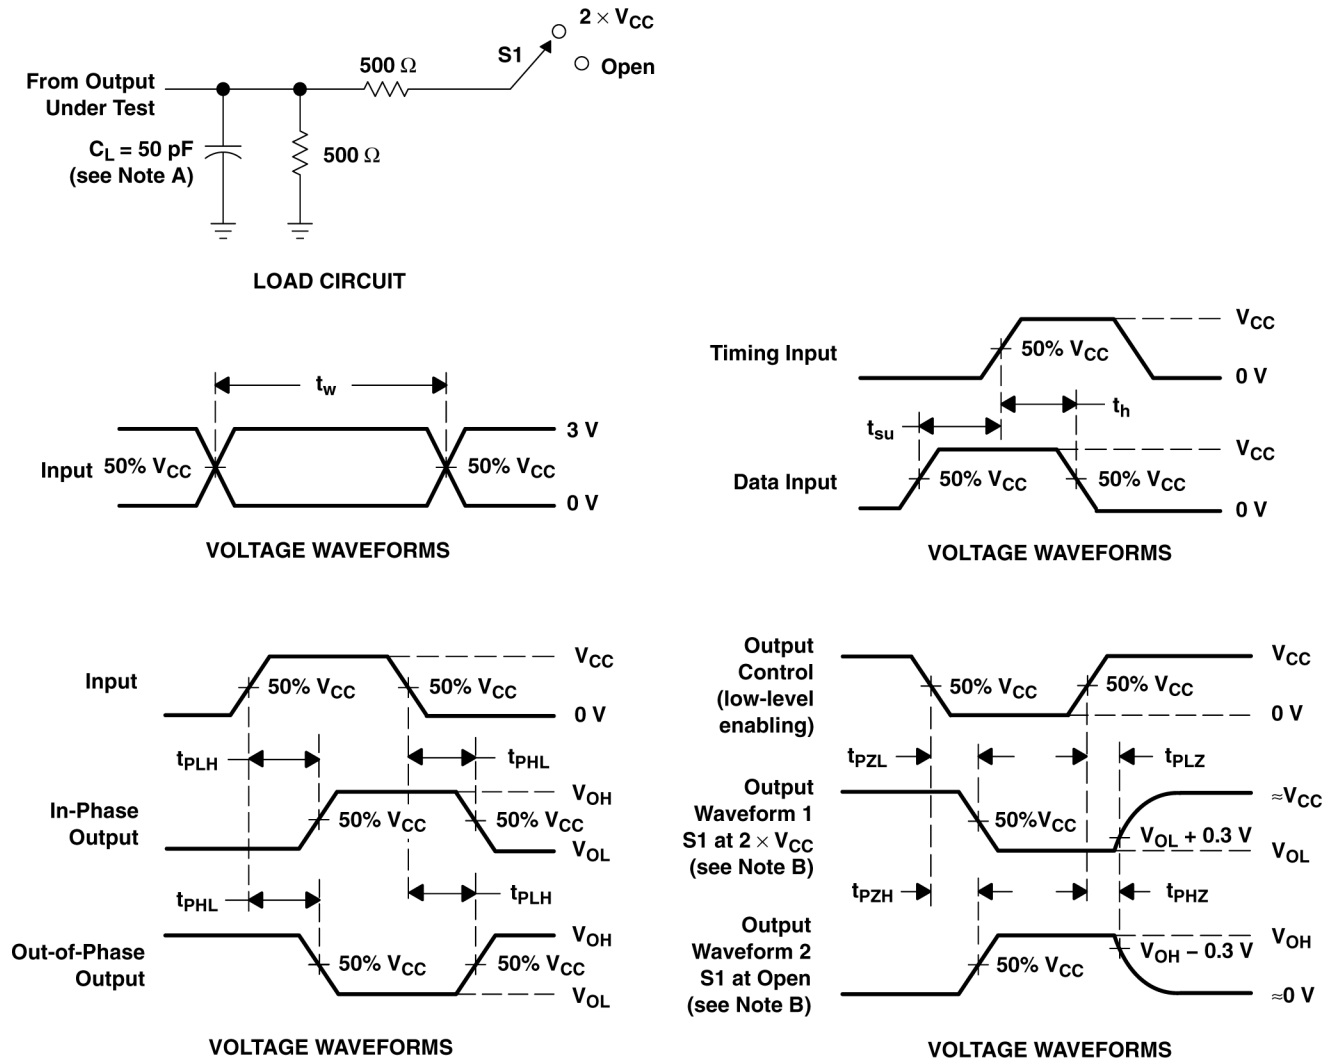 2 × VCC
S1
Open
500 Ω
From Output
Under Test
CL = 50 pF
(see Note A)
500 Ω
LOAD CIRCUIT
tw
3 V
Input
50% VCC
50% VCC
0 V
VOLTAGE WAVEFORMS
VCC
Timing Input
50% VCC
0 V
th
tsu
VCC
Data Input
50% VCC
50% VCC
0 V
VOLTAGE WAVEFORMS
VCC
Input
50% VCC
50% VCC
0 V
tPLH
tPHL
VOH
In-Phase
Output
50% VCC
50% VCC
VOL
tPHL
tPLH
VOH
Out-of-Phase
Output
50% VCC
50% VCC
VOL
VOLTAGE WAVEFORMS
Output
Control
(low-level
enabling)
VCC
50% VCC
50% VCC
0 V
tPZL
tPLZ
Output
Waveform 1
S1 at 2 × VCC
(see Note B)
≈VCC
50%VCC
VOL + 0.3 V
VOL
tPZH
tPHZ
Output
Waveform 2
S1 at Open
(see Note B)
VOH
VOH − 0.3 V
50% VCC
≈0 V
VOLTAGE WAVEFORMS